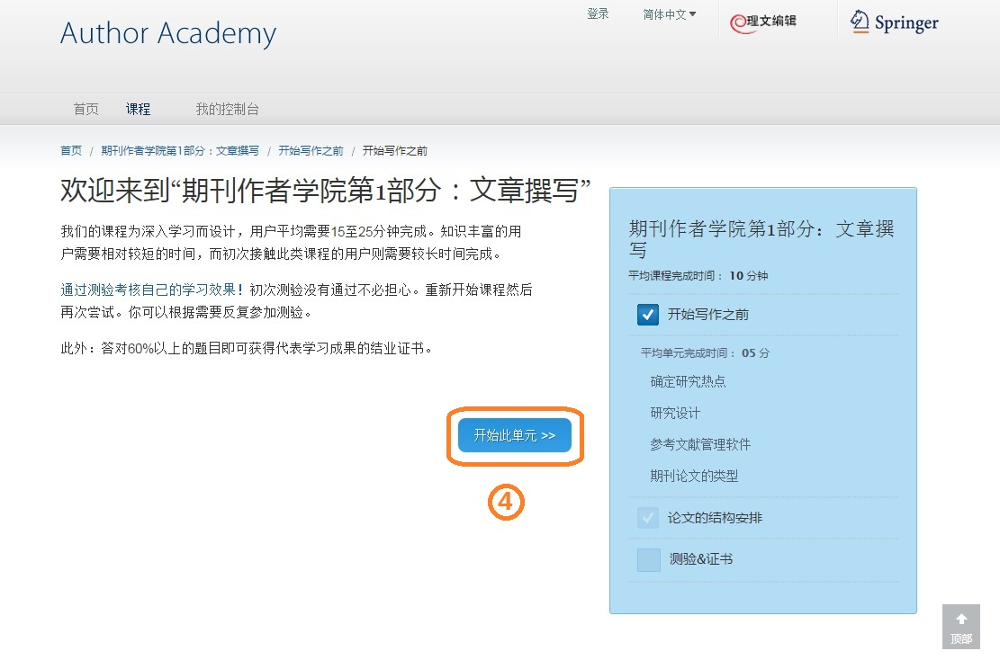 Author Academy
登录
简体中文
理文编辑
Springer
首页
课程
我的控制台
首页 / 期刊作者学院第1部分：文章撰写 / 开始写作之前 / 开始写作之前
欢迎来到“期刊作者学院第1部分：文章撰写”
我们的课程为深入学习而设计，用户平均需要15至25分钟完成。知识丰富的用
户需要相对较短的时间，而初次接触此类课程的用户则需要较长时间完成。
通过测验考核自己的学习效果！初次测验没有通过不必担心。重新开始课程然后
再次尝试。你可以根据需要反复参加测验。
此外：答对60%以上的题目即可获得代表学习成果的结业证书。
开始此单元 >>
4
期刊作者学院第1部分：文章撰
写
平均课程完成时间： 10 分钟
开始写作之前
平均单元完成时间： 05 分
确定研究热点
研究设计
参考文献管理软件
期刊论文的类型
论文的结构安排
测验&证书
顶部